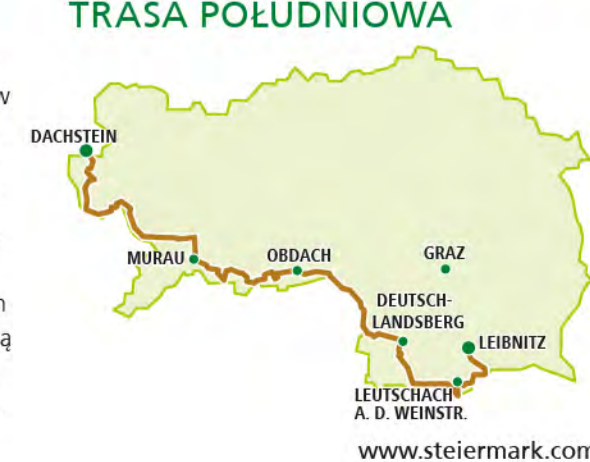 TRASA POŁUDNIOWA
w
DACHSTEIN
MURAU
OBDACH
GRAZ
DEUTSCH-
LANDSBERG
LEIBNITZ
LEUTSCHACH
A. D. WEINSTR.
n
ą
www.steiermark.com